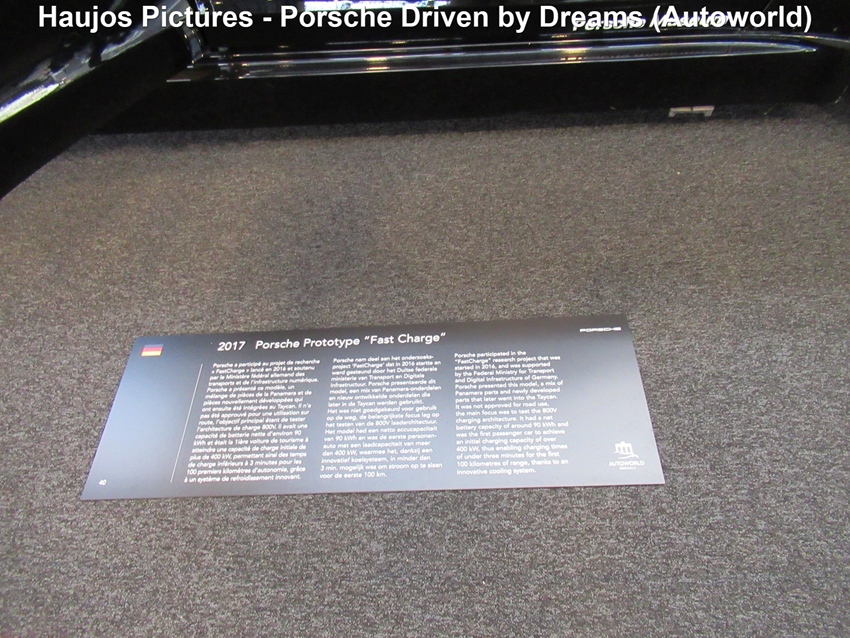 Haujos Pictures - Porsche Driven by Dreams (Autoworld)
2017 Porsche Prototype "Fast Charge"
PORSCHE
Porsche a participé au projet de recherche
« FastCharge » lancé en 2016 et soutenu
par le Ministère fédéral allemand des
transports et de l'infrastructure numérique.
Porsche a présenté ce modèle, un
mélange de pièces de la Panamera et de
pièces nouvellement développées qui
ont ensuite été intégrées au Taycan. Il n'a
pas été approuvé pour une utilisation sur
route, l'objectif principal étant de tester
l'architecture de charge 800V. Il avait une
capacité de batterie nette d'environ 90
kWh et était la 1ière voiture de tourisme à
atteindre une capacité de charge initiale de
plus de 400 kW, permettant ainsi des temps
de charge inférieurs à 3 minutes pour les
100 premiers kilomètres d'autonomie, grâce
à un système de refroidissement innovant.
Porsche nam deel aan het onderzoeks-
project 'FastCharge' dat in 2016 startte en
werd gesteund door het Duitse federale
ministerie van Transport en Digitale
Infrastructuur. Porsche presenteerde dit
model, een mix van Panamera-onderdelen
en nieuw ontwikkelde onderdelen die
later in de Taycan werden gebruikt.
Het was niet goedgekeurd voor gebruik
op de weg, de belangrijkste focus lag op
het testen van de 800V laadarchitectuur.
Het model had een netto accucapaciteit
van 90 kWh en was de eerste personen-
auto met een laadcapaciteit van meer
dan 400 kW, waarmee het, dankzij een
innovatief koelsysteem, in minder dan
3 min. mogelijk was om stroom op te slaan
voor de eerste 100 km.
Porsche participated in the
"FastCharge" research project that was
started in 2016, and was supported
by the Federal Ministry for Transport
and Digital Infrastructure of Germany.
Porsche presented this model, a mix of
Panamera parts and newly developed
parts that later went into the Taycan.
It was not approved for road use,
the main focus was to test the 800V
charging architecture. It had a net
battery capacity of around 90 kWh and
was the first passenger car to achieve
an initial charging capacity of over
400 kW, thus enabling charging times
of under three minutes for the first
100 kilometres of range, thanks to an
innovative cooling system.
40
AUTOWORLD